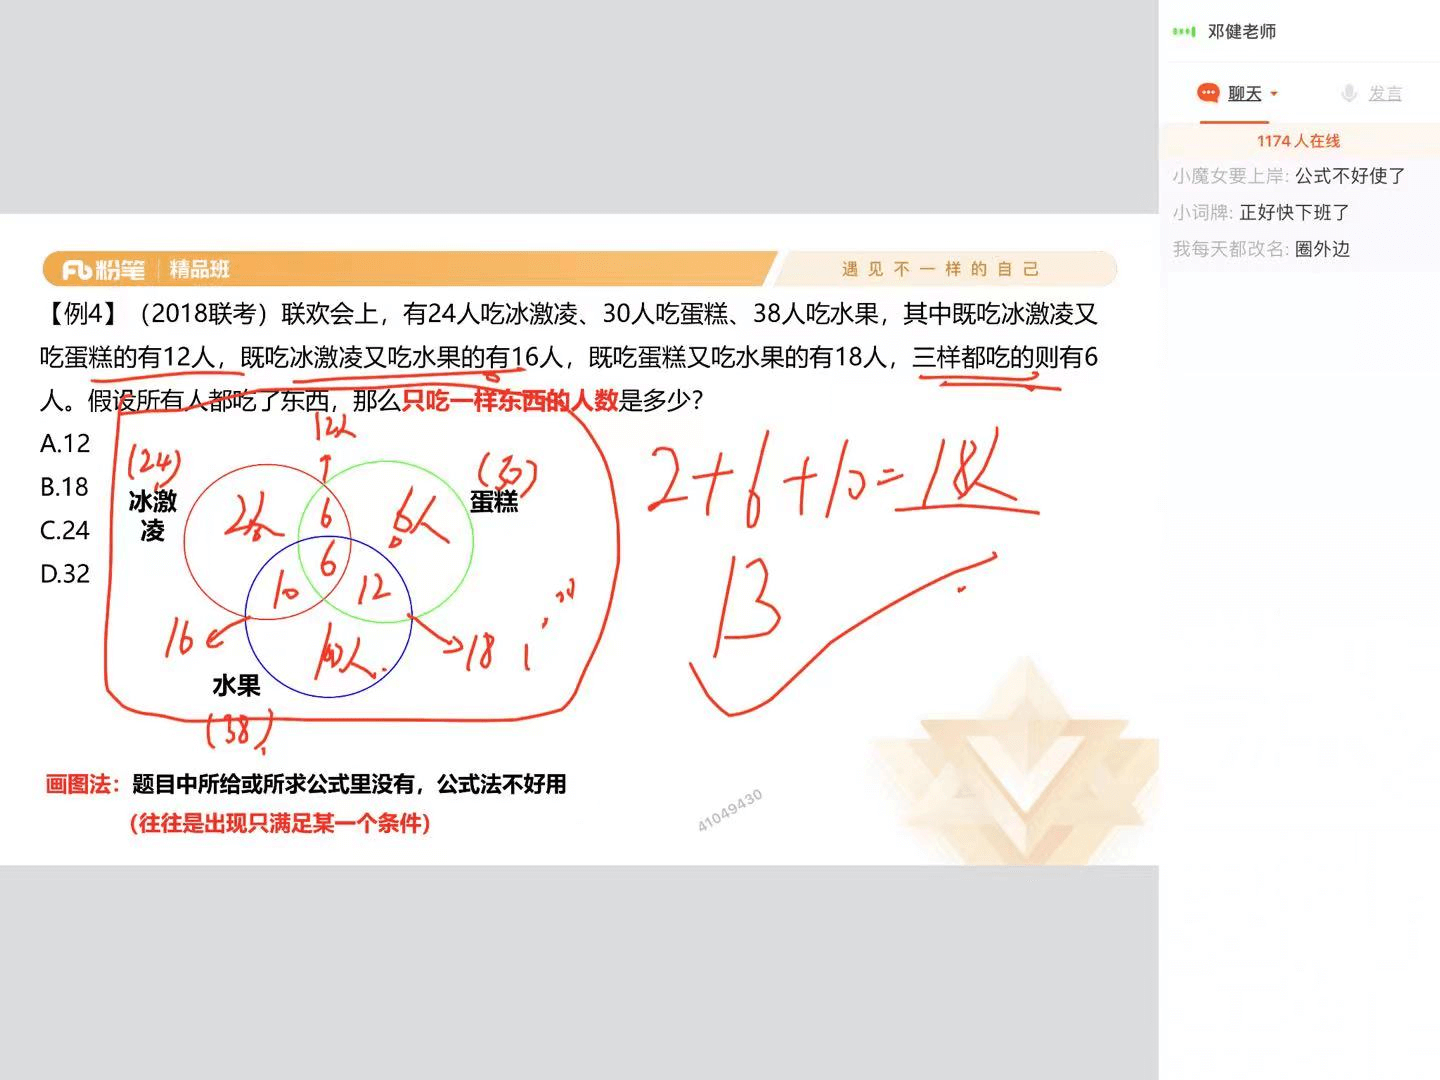 邓健老师
聊天
发言
1174人在线
小魔女要上岸: 公式不好使了
小词牌: 正好快下班了
我每天都改名: 圈外边
粉笔 精品班
遇见不一样的自己
【例4】（2018联考）联欢会上，有24人吃冰激凌、30人吃蛋糕、38人吃水果，其中既吃冰激凌又
吃蛋糕的有12人，既吃冰激凌又吃水果的有16人，既吃蛋糕又吃水果的有18人，三样都吃的则有6
人。假设所有人都吃了东西，那么只吃一样东西的人数是多少？
A.12
B.18
C.24
D.32
12人
(24)
(30)
冰激
凌
蛋糕
2人
6
6人
6
10
12
16
18
10人
水果
(38)
2+6+10=18人
B
画图法：题目中所给或所求公式里没有，公式法不好用
（往往是出现只满足某一个条件）
41049430